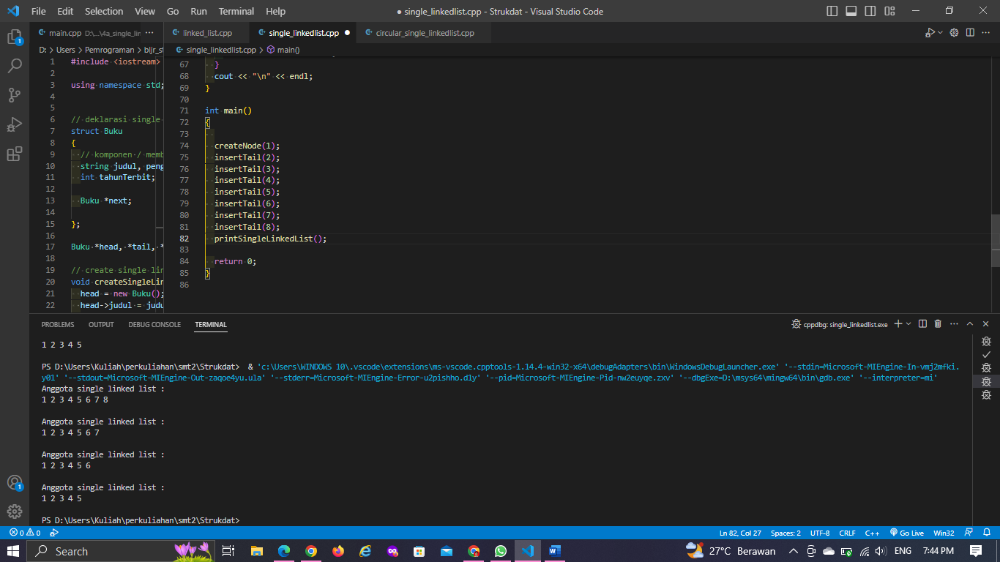 File Edit Selection View Go Run Terminal Help
● single_linkedlist.cpp - Strukdat - Visual Studio Code
main.cpp D:\...\4a_single_lin ···
linked_list.cpp
single_linkedlist.cpp ●
circular_single_linkedlist.cpp
D: > Users > Pemrograman > bljr_st
single_linkedlist.cpp > main()
1 #include <iostream>
2
3 using namespace std;
4
5
6 // deklarasi single
7 struct Buku
8 {
9 // komponen / memb
10 string judul, peng
11 int tahunTerbit;
12
13 Buku *next;
14
15 };
16
17 Buku *head, *tail, *
18
19 // create single lin
20 void createSingleLin
21 head = new Buku();
22 head->judul = judu
67 }
68 cout << "\n" << endl;
69 }
70
71 int main()
72 {
73
74 createNode(1);
75 insertTail(2);
76 insertTail(3);
77 insertTail(4);
78 insertTail(5);
79 insertTail(6);
80 insertTail(7);
81 insertTail(8);
82 printSingleLinkedList();
83
84 return 0;
85 }
86
PROBLEMS OUTPUT DEBUG CONSOLE TERMINAL
cppdbg: single_linkedlist.exe
1 2 3 4 5
PS D:\Users\Kuliah\perkuliahan\smt2\Strukdat> & 'c:\Users\WINDOWS 10\.vscode\extensions\ms-vscode.cpptools-1.14.4-win32-x64\debugAdapters\bin\WindowsDebugLauncher.exe' '--stdin=Microsoft-MIEngine-In-vmj2mfki.
y01' '--stdout=Microsoft-MIEngine-Out-zaqoe4yu.ula' '--stderr=Microsoft-MIEngine-Error-u2pishho.d1y' '--pid=Microsoft-MIEngine-Pid-nw2euyqe.zxv' '--dbgExe=D:\msys64\mingw64\bin\gdb.exe' '--interpreter=mi'
Anggota single linked list :
1 2 3 4 5 6 7 8
Anggota single linked list :
1 2 3 4 5 6 7
Anggota single linked list :
1 2 3 4 5 6
Anggota single linked list :
1 2 3 4 5
PS D:\Users\Kuliah\perkuliahan\smt2\Strukdat>
0 0
Ln 82, Col 27 Spaces: 2 UTF-8 CRLF C++ Go Live Win32
Search
27°C Berawan ENG 7:44 PM